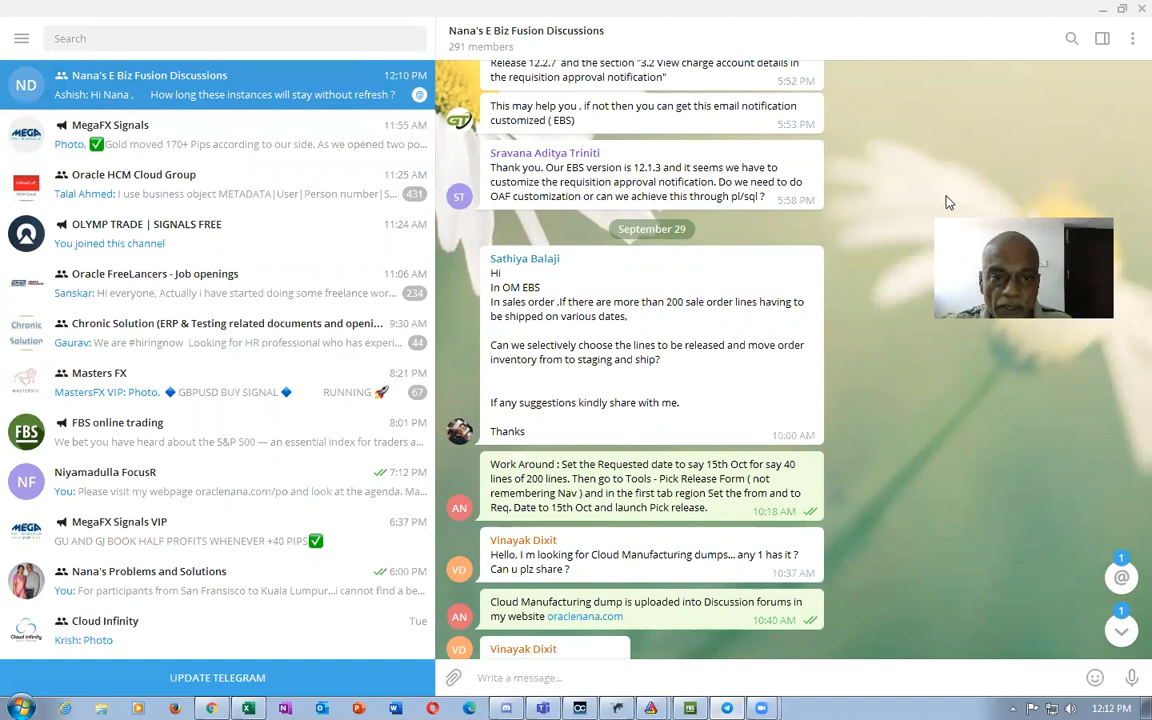 Search
Nana's E Biz Fusion Discussions
291 members
ND
Nana's E Biz Fusion Discussions
12:10 PM
Ashish: Hi Nana , How long these instances will stay without refresh ?
@
MEGA
MegaFX Signals
11:55 AM
Photo, ✅Gold moved 170+ Pips according to our side. As we opened two po...
ORACLE
Oracle HCM Cloud Group
11:25 AM
Talal Ahmed: I use business object METADATA|User|Person number|S...
431
OLYMP TRADE | SIGNALS FREE
11:24 AM
You joined this channel
Oracle FreeLancers - Job openings
11:06 AM
Sanskar: Hi everyone, Actually i have started doing some freelance wor...
234
Chronic
Solution
Chronic Solution (ERP & Testing related documents and openi...
9:30 AM
Gaurav: We are #hiringnow Looking for HR professional who has experi...
44
Masters FX
8:21 PM
MastersFX VIP: Photo, 🔷 GBPUSD BUY SIGNAL 🔷 RUNNING 🚀
67
FBS
FBS online trading
8:01 PM
We bet you have heard about the S&P 500 — an essential index for traders a...
NF
Niyamadulla FocusR
7:12 PM
You: Please visit my webpage oraclenana.com/po and look at the agenda. Ma...
MEGA
MegaFX Signals VIP
6:37 PM
GU AND GJ BOOK HALF PROFITS WHENEVER +40 PIPS✅
Nana's Problems and Solutions
6:00 PM
You: For participants from San Francisco to Kuala Lumpur...i cannot find a be...
Cloud Infinity
Cloud Infinity
Tue
Krish: Photo
UPDATE TELEGRAM
Release 12.2.7 and the section "3.2 View charge account details in
the requisition approval notification"
5:52 PM
This may help you , if not then you can get this email notification
customized ( EBS)
5:53 PM
Sravana Aditya Triniti
Thank you. Our EBS version is 12.1.3 and it seems we have to
customize the requisition approval notification. Do we need to do
OAF customization or can we achieve this through pl/sql ?
5:58 PM
ST
September 29
Sathiya Balaji
Hi
In OM EBS
In sales order ,If there are more than 200 sale order lines having to
be shipped on various dates,
Can we selectively choose the lines to be released and move order
inventory from to staging and ship?
If any suggestions kindly share with me.
Thanks
10:00 AM
Work Around : Set the Requested date to say 15th Oct for say 40
lines of 200 lines. Then go to Tools - Pick Release Form ( not
remembering Nav ) and in the first tab region Set the from and to
Req. Date to 15th Oct and launch Pick release.
10:18 AM
AN
Vinayak Dixit
Hello, I m looking for Cloud Manufacturing dumps... any 1 has it ?
Can u plz share ?
10:37 AM
VD
Cloud Manufacturing dump is uploaded into Discussion forums in
my website oraclenana.com
10:40 AM
AN
Vinayak Dixit
VD
1
@
1
Write a message...
12:12 PM